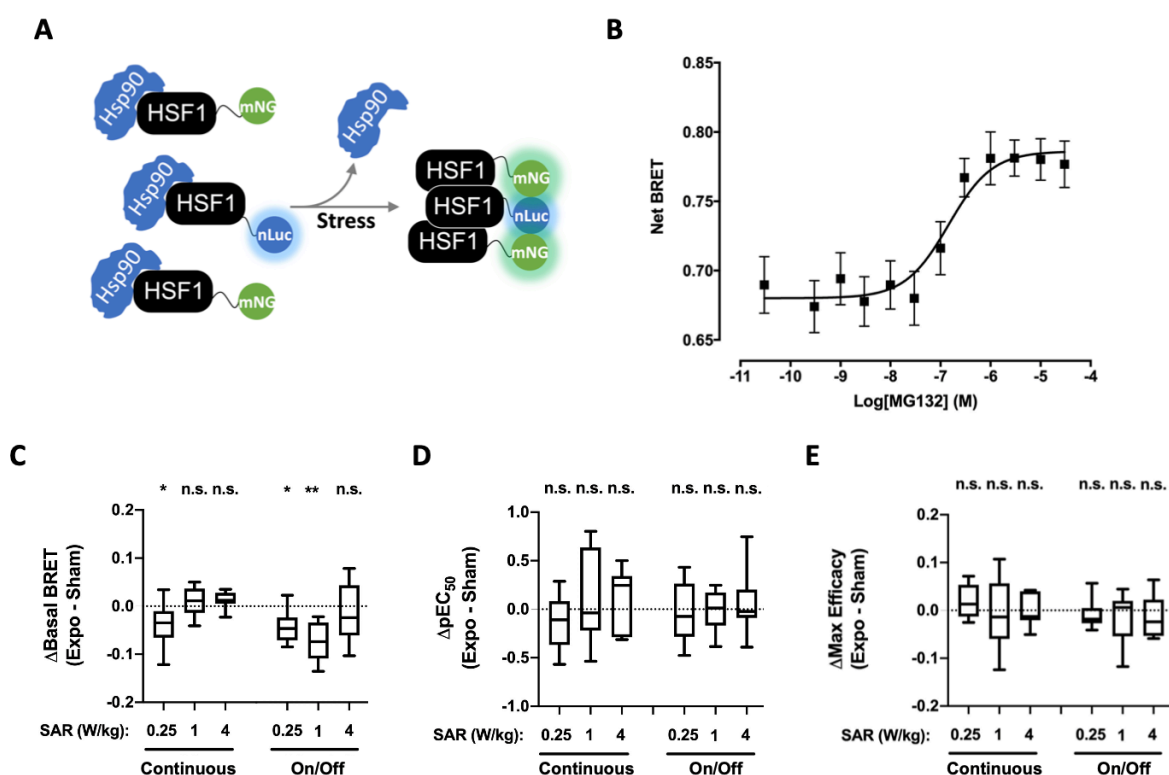 A
Hsp90
HSF1
mNG
Hsp90
HSF1
nLuc
Hsp90
HSF1
mNG
Hsp90
Stress
HSF1
mNG
HSF1
nLuc
HSF1
mNG
B
Net BRET
0.85
0.80
0.75
0.70
0.65
-11 -10 -9 -8 -7 -6 -5 -4
Log[MG132] (M)
C
* n.s. n.s. * ** n.s.
ΔBasal BRET
(Expo - Sham)
0.2
0.1
0.0
-0.1
-0.2
SAR (W/kg): 0.25 1 4 0.25 1 4
Continuous On/Off
D
n.s. n.s. n.s. n.s. n.s. n.s.
ΔpEC50
(Expo - Sham)
1.0
0.5
0.0
-0.5
-1.0
SAR (W/kg): 0.25 1 4 0.25 1 4
Continuous On/Off
E
n.s. n.s. n.s. n.s. n.s. n.s.
ΔMax Efficacy
(Expo - Sham)
0.2
0.1
0.0
-0.1
-0.2
SAR (W/kg): 0.25 1 4 0.25 1 4
Continuous On/Off